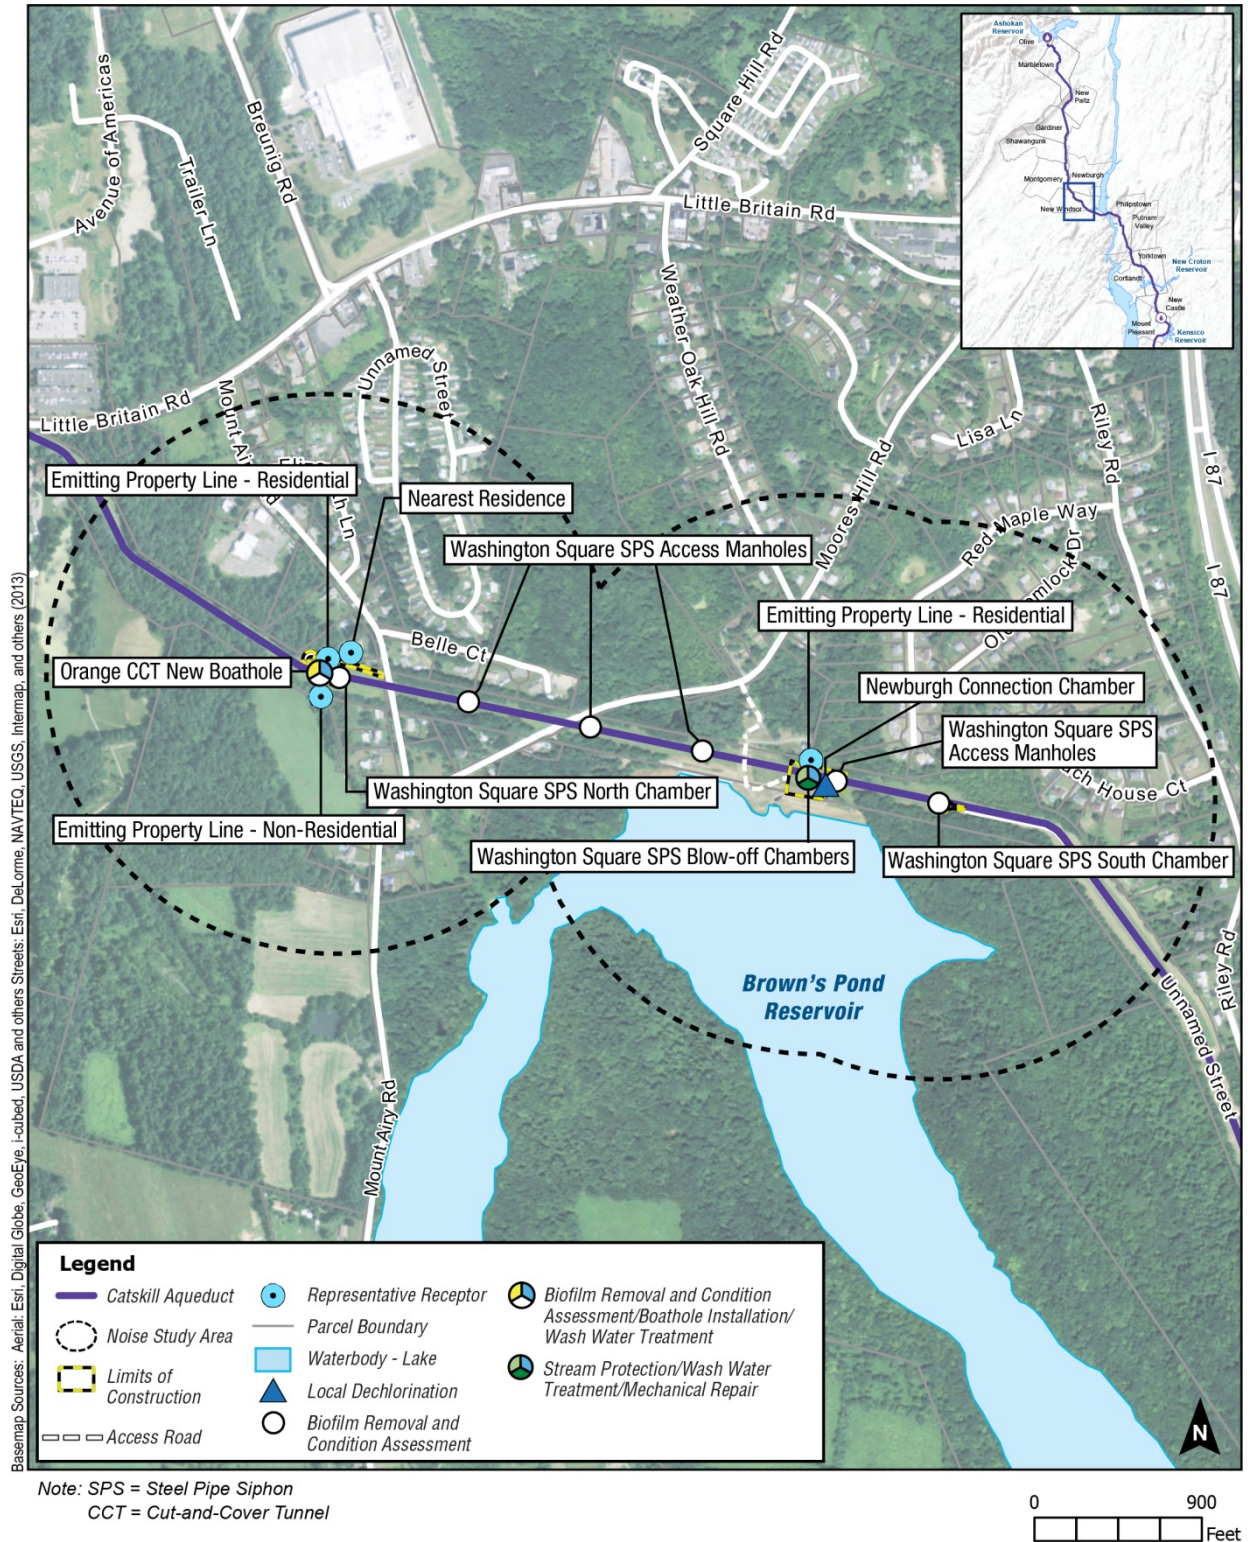 Ashokan
Reservoir
Olive
Marbletown
New
Paltz
Gardiner
Shawangunk
Montgomery
Newburgh
New Windsor
Philipstown
Putnam
Valley
Yorktown
New Croton
Reservoir
Cortlandt
New
Castle
Mount
Pleasant
Kensico
Reservoir
Avenue of Americas
Trailer Ln
Breunig Rd
Square Hill Rd
Little Britain Rd
Weather Oak Hill Rd
Unnamed Street
Little Britain Rd
Moores Hill Rd
Lisa Ln
Riley Rd
I 87
I 87
Red Maple Way
Belle Ct
Emitting Property Line - Residential
Nearest Residence
Washington Square SPS Access Manholes
Emitting Property Line - Residential
Orange CCT New Boathole
Newburgh Connection Chamber
Washington Square SPS
Access Manholes
Washington Square SPS North Chamber
Emitting Property Line - Non-Residential
Washington Square SPS Blow-off Chambers
Washington Square SPS South Chamber
House Ct
Brown's Pond
Reservoir
Unnamed Street
Riley Rd
Mount Airy Rd
Legend
Catskill Aqueduct
Noise Study Area
Limits of
Construction
Access Road
Representative Receptor
Parcel Boundary
Waterbody - Lake
Local Dechlorination
Biofilm Removal and
Condition Assessment
Biofilm Removal and Condition
Assessment/Boathole Installation/
Wash Water Treatment
Stream Protection/Wash Water
Treatment/Mechanical Repair
N
Basemap Sources: Aerial: Esri, Digital Globe, GeoEye, i-cubed, USDA and others Streets: Esri, DeLorme, NAVTEQ, USGS, Intermap, and others (2013)
Note: SPS = Steel Pipe Siphon
CCT = Cut-and-Cover Tunnel
0 900
Feet